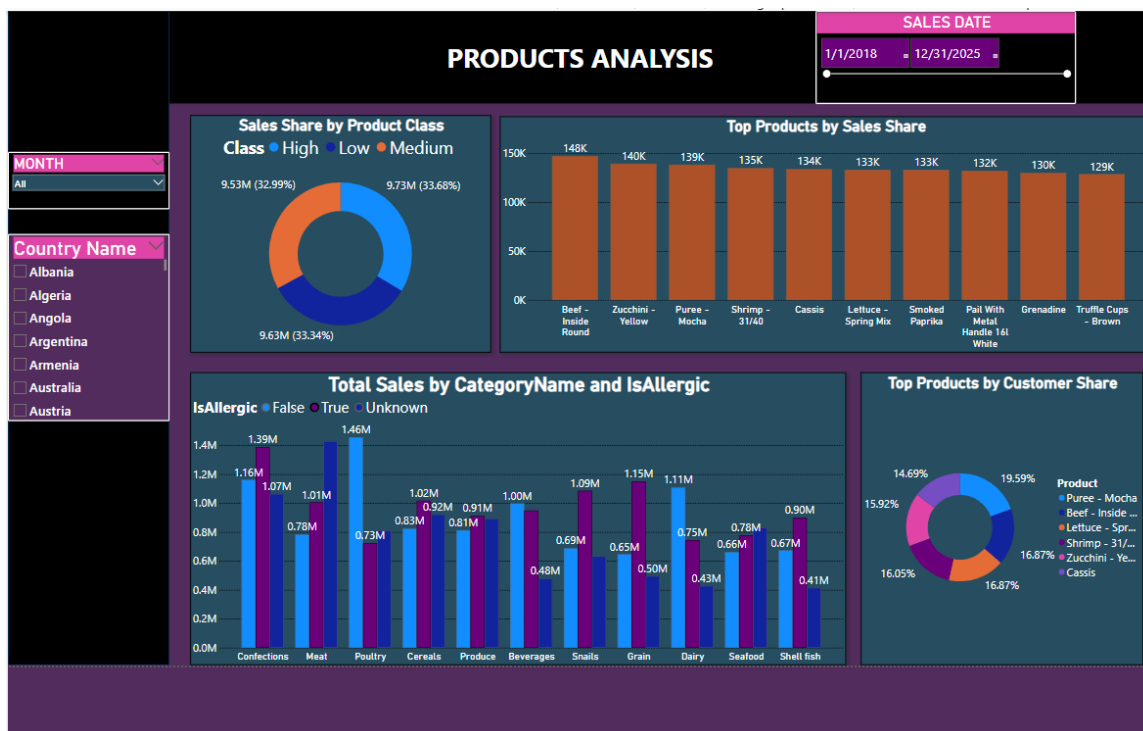 PRODUCTS ANALYSIS
SALES DATE
1/1/2018
12/31/2025
MONTH
All
Country Name
Albania
Algeria
Angola
Argentina
Armenia
Australia
Austria
Sales Share by Product Class
Class High Low Medium
9.53M (32.99%)
9.73M (33.68%)
9.63M (33.34%)
Top Products by Sales Share
150K
100K
50K
0K
148K
140K
139K
135K
134K
133K
133K
132K
130K
129K
Beef -
Inside
Round
Zucchini -
Yellow
Puree -
Mocha
Shrimp -
31/40
Cassis
Lettuce -
Spring Mix
Smoked
Paprika
Pail With
Metal
Handle 16l
White
Grenadine
Truffle Cups
- Brown
Total Sales by CategoryName and IsAllergic
IsAllergic False True Unknown
1.4M
1.2M
1.0M
0.8M
0.6M
0.4M
0.2M
0.0M
1.16M
1.39M
1.07M
0.78M
1.01M
1.46M
0.73M
0.83M
1.02M
0.92M
0.81M
0.91M
1.00M
0.48M
0.69M
1.09M
0.65M
1.15M
0.50M
1.11M
0.75M
0.43M
0.66M
0.78M
0.67M
0.90M
0.41M
Confections
Meat
Poultry
Cereals
Produce
Beverages
Snails
Grain
Dairy
Seafood
Shell fish
Top Products by Customer Share
14.69%
19.59%
15.92%
16.87%
16.05%
16.87%
Product
Puree - Mocha
Beef - Inside ...
Lettuce - Spr...
Shrimp - 31/...
Zucchini - Ye...
Cassis